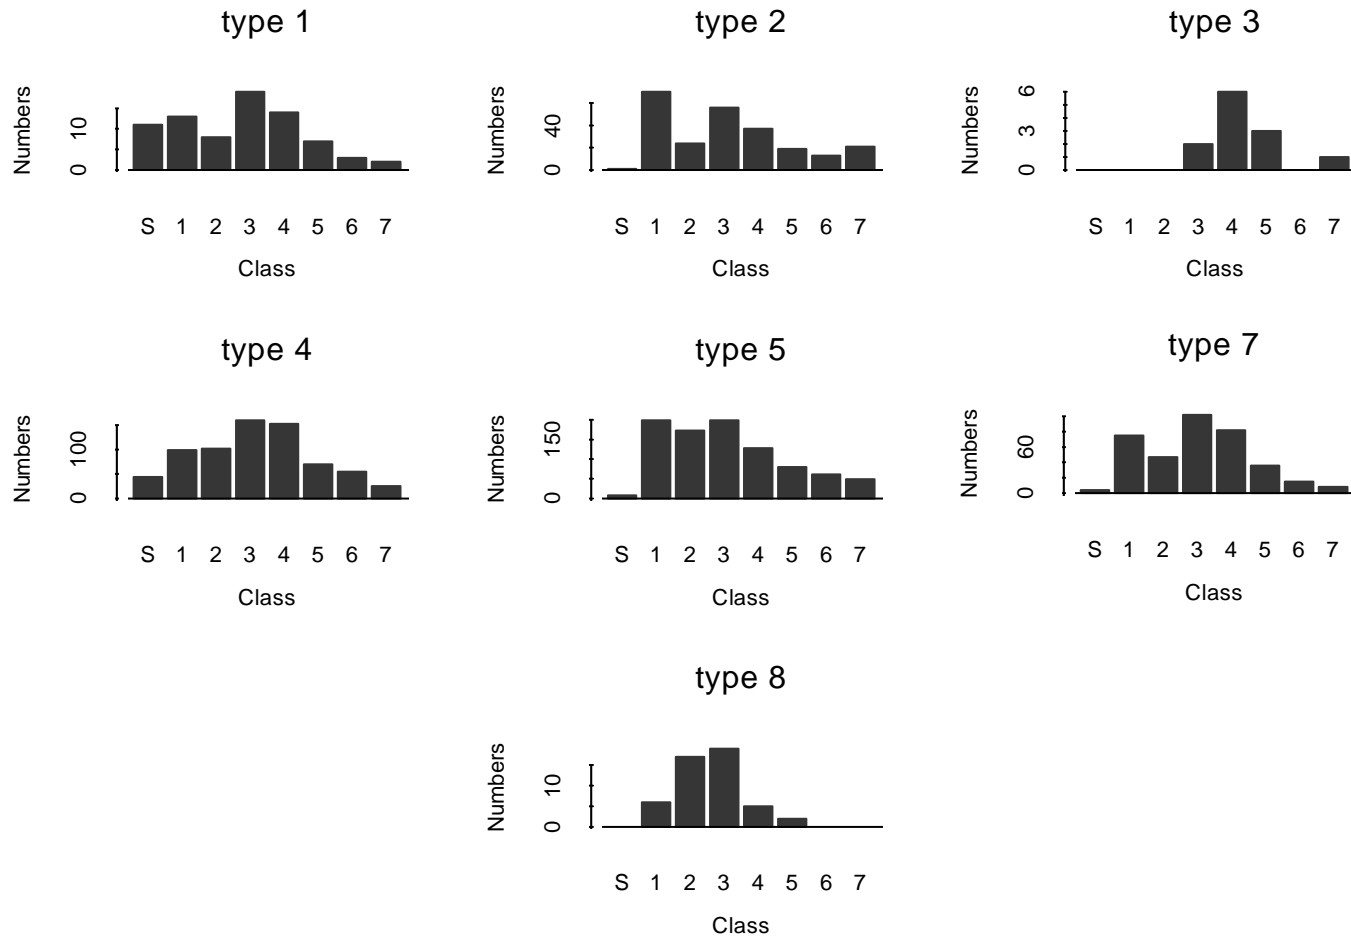 type 1
Numbers
0 10
S 1 2 3 4 5 6 7
Class
type 2
Numbers
0 40
S 1 2 3 4 5 6 7
Class
type 3
Numbers
0 3 6
S 1 2 3 4 5 6 7
Class
type 4
Numbers
0 100
S 1 2 3 4 5 6 7
Class
type 5
Numbers
0 150
S 1 2 3 4 5 6 7
Class
type 7
Numbers
0 60
S 1 2 3 4 5 6 7
Class
type 8
Numbers
0 10
S 1 2 3 4 5 6 7
Class